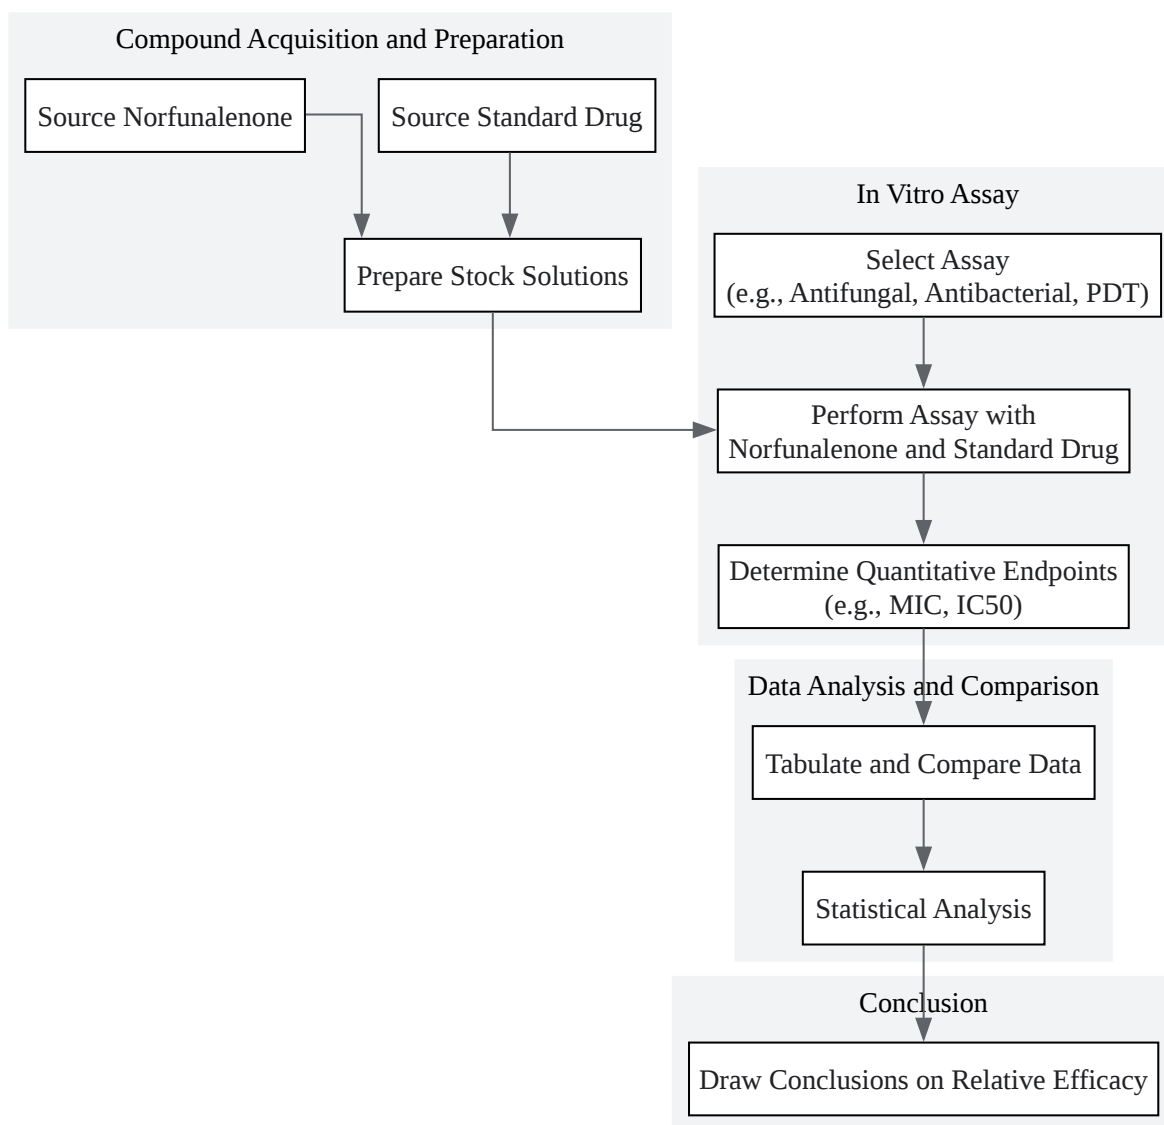 Compound Acquisition and Preparation
Source Norfunalenone
Source Standard Drug
Prepare Stock Solutions
In Vitro Assay
Select Assay
(e.g., Antifungal, Antibacterial, PDT)
Perform Assay with
Norfunalenone and Standard Drug
Determine Quantitative Endpoints
(e.g., MIC, IC50)
Data Analysis and Comparison
Tabulate and Compare Data
Statistical Analysis
Conclusion
Draw Conclusions on Relative Efficacy